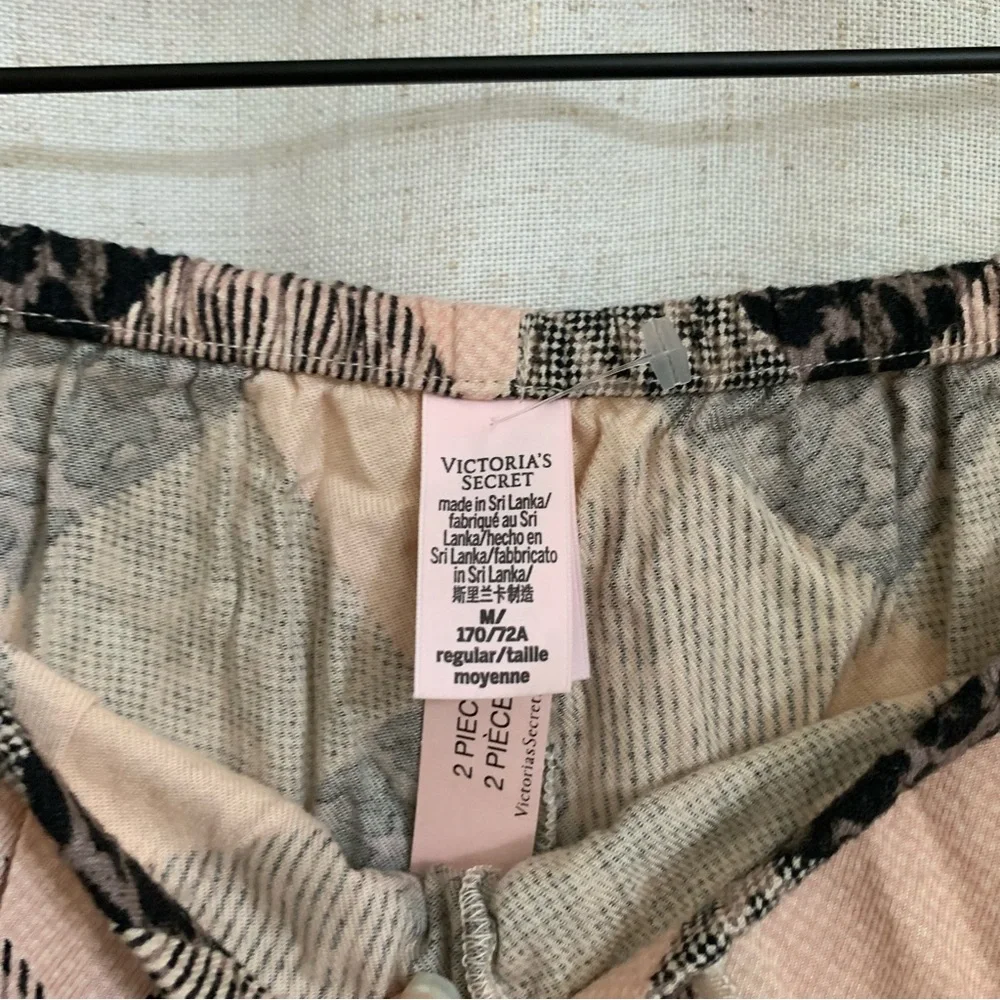 VICTORIA'S
SECRET
made in Sri Lanka/
fabriqué au Sri
Lanka/hecho en
Sri Lanka/fabbricato
in Sri Lanka/
斯里兰卡制造
M/
170/72A
regular/taille
moyenne
2 PIEC
2 PIÈCE
VictoriasSecret.